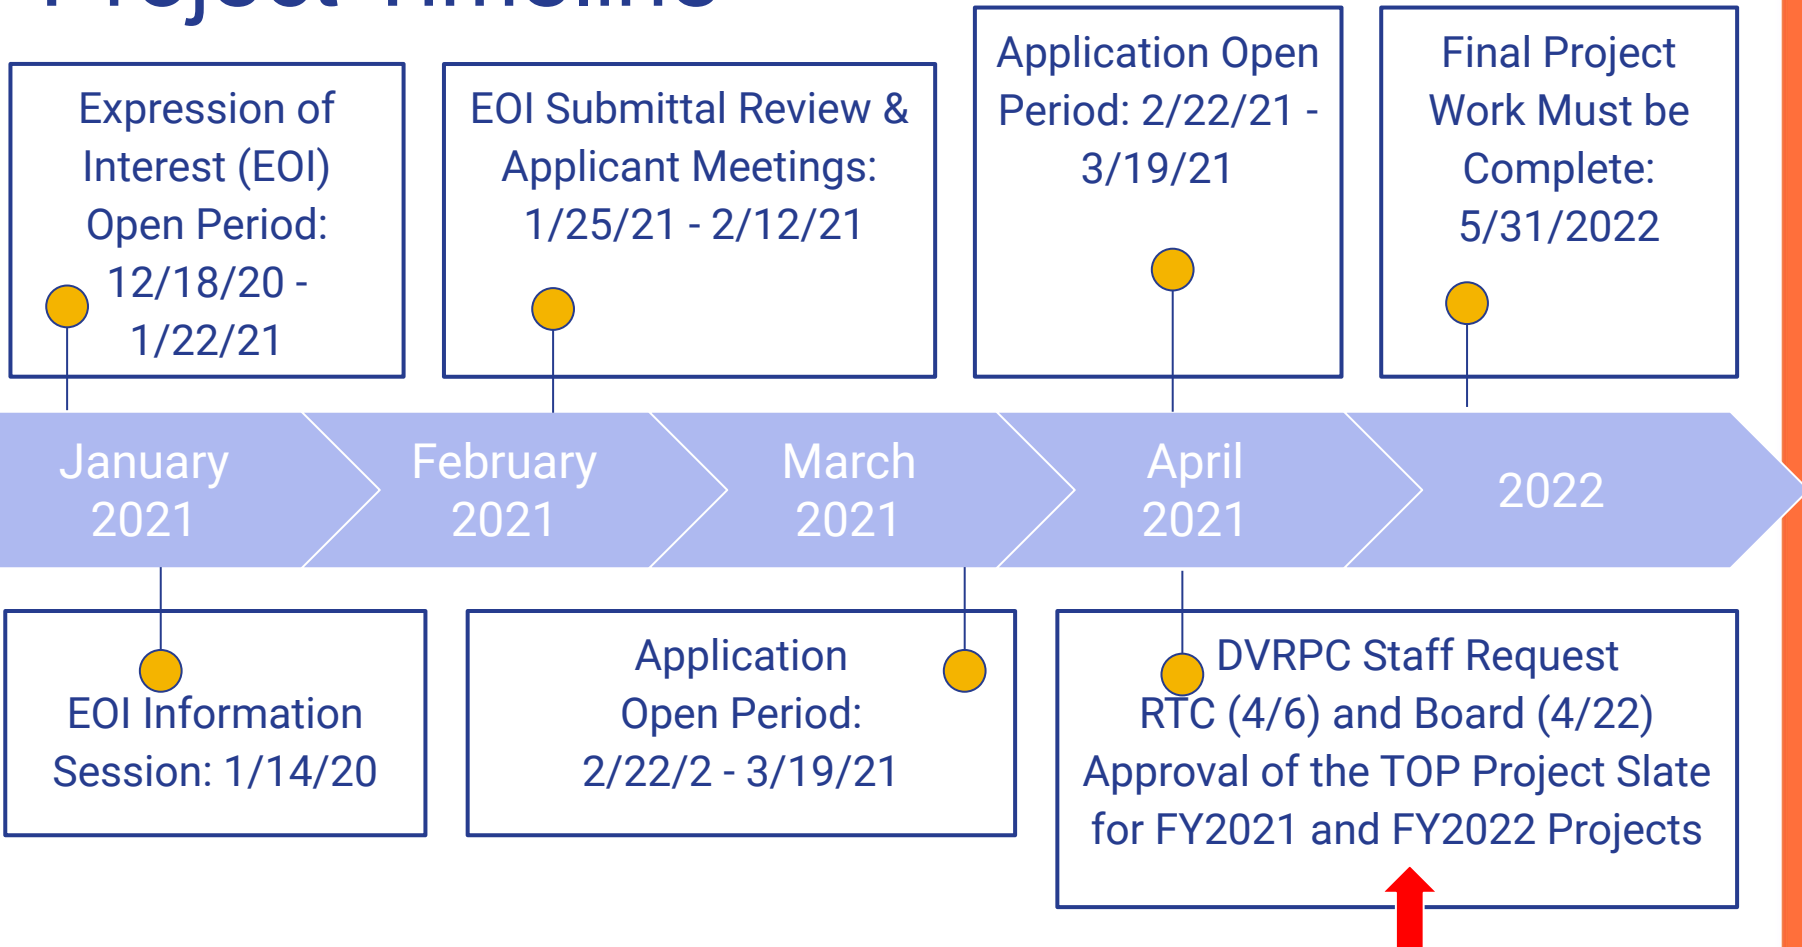 Project Timeline
Expression of
Interest (EOI)
Open Period:
12/18/20 -
1/22/21
EOI Submittal Review &
Applicant Meetings:
1/25/21 - 2/12/21
Application Open
Period: 2/22/21 -
3/19/21
Final Project
Work Must be
Complete:
5/31/2022
January
2021
February
2021
March
2021
April
2021
2022
EOI Information
Session: 1/14/20
Application
Open Period:
2/22/2 - 3/19/21
DVRPC Staff Request
RTC (4/6) and Board (4/22)
Approval of the TOP Project Slate
for FY2021 and FY2022 Projects